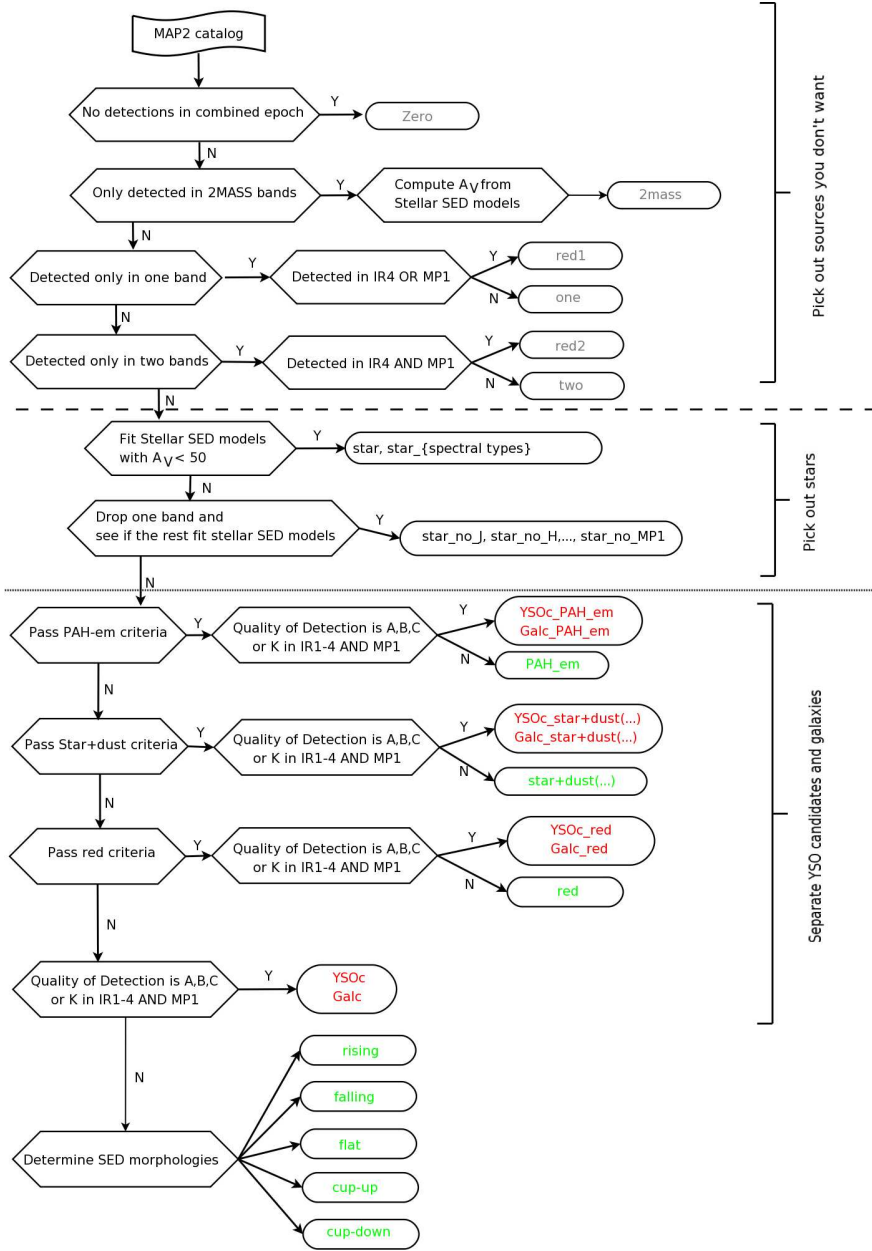 MAP2 catalog
No detections in combined epoch
Y
Zero
N
Only detected in 2MASS bands
Y
Compute AV from
Stellar SED models
2mass
N
Detected only in one band
Y
Detected in IR4 OR MP1
Y
red1
N
one
N
Detected only in two bands
Y
Detected in IR4 AND MP1
Y
red2
N
two
N
Pick out sources you don't want
Fit Stellar SED models
with AV < 50
Y
star, star_{spectral types}
N
Drop one band and
see if the rest fit stellar SED models
Y
star_no_J, star_no_H,..., star_no_MP1
N
Pick out stars
Pass PAH-em criteria
Y
Quality of Detection is A,B,C
or K in IR1-4 AND MP1
Y
YSOc_PAH_em
Galc_PAH_em
N
PAH_em
N
Pass Star+dust criteria
Y
Quality of Detection is A,B,C
or K in IR1-4 AND MP1
Y
YSOc_star+dust(...)
Galc_star+dust(...)
N
star+dust(...)
N
Pass red criteria
Y
Quality of Detection is A,B,C
or K in IR1-4 AND MP1
Y
YSOc_red
Galc_red
N
red
N
Quality of Detection is A,B,C
or K in IR1-4 AND MP1
Y
YSOc
Galc
N
Separate YSO candidates and galaxies
Determine SED morphologies
rising
falling
flat
cup-up
cup-down